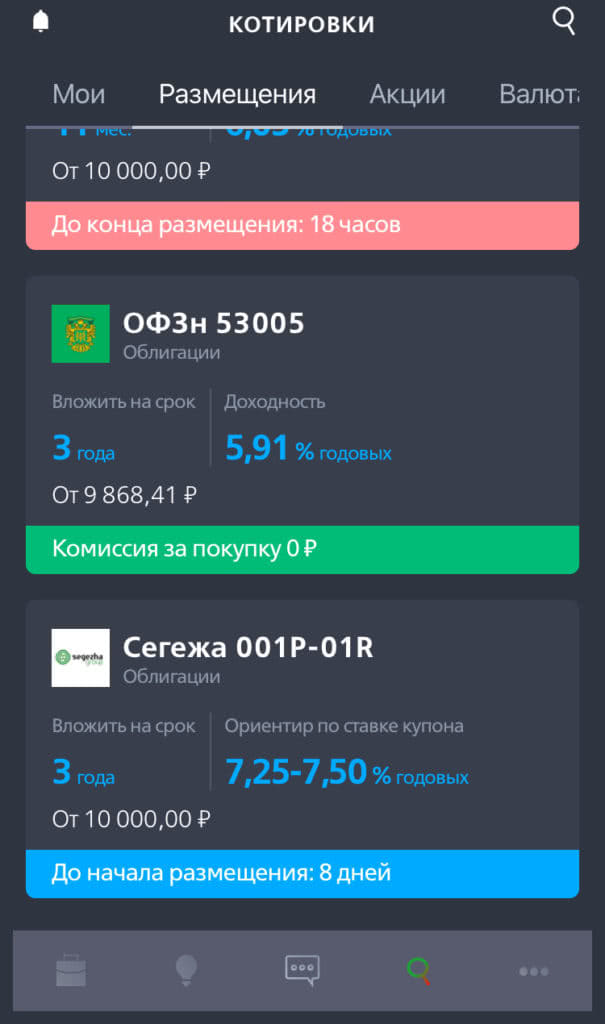 КОТИРОВКИ
Мои Размещения Акции Валюта
11 мес. % годовых
От 10 000,00 ₽
До конца размещения: 18 часов
ОФЗн 53005
Облигации
Вложить на срок Доходность
3 года 5,91 % годовых
От 9 868,41 ₽
Комиссия за покупку 0 ₽
Сегежа 001P-01R
segezha group
Облигации
Вложить на срок Ориентир по ставке купона
3 года 7,25-7,50 % годовых
От 10 000,00 ₽
До начала размещения: 8 дней